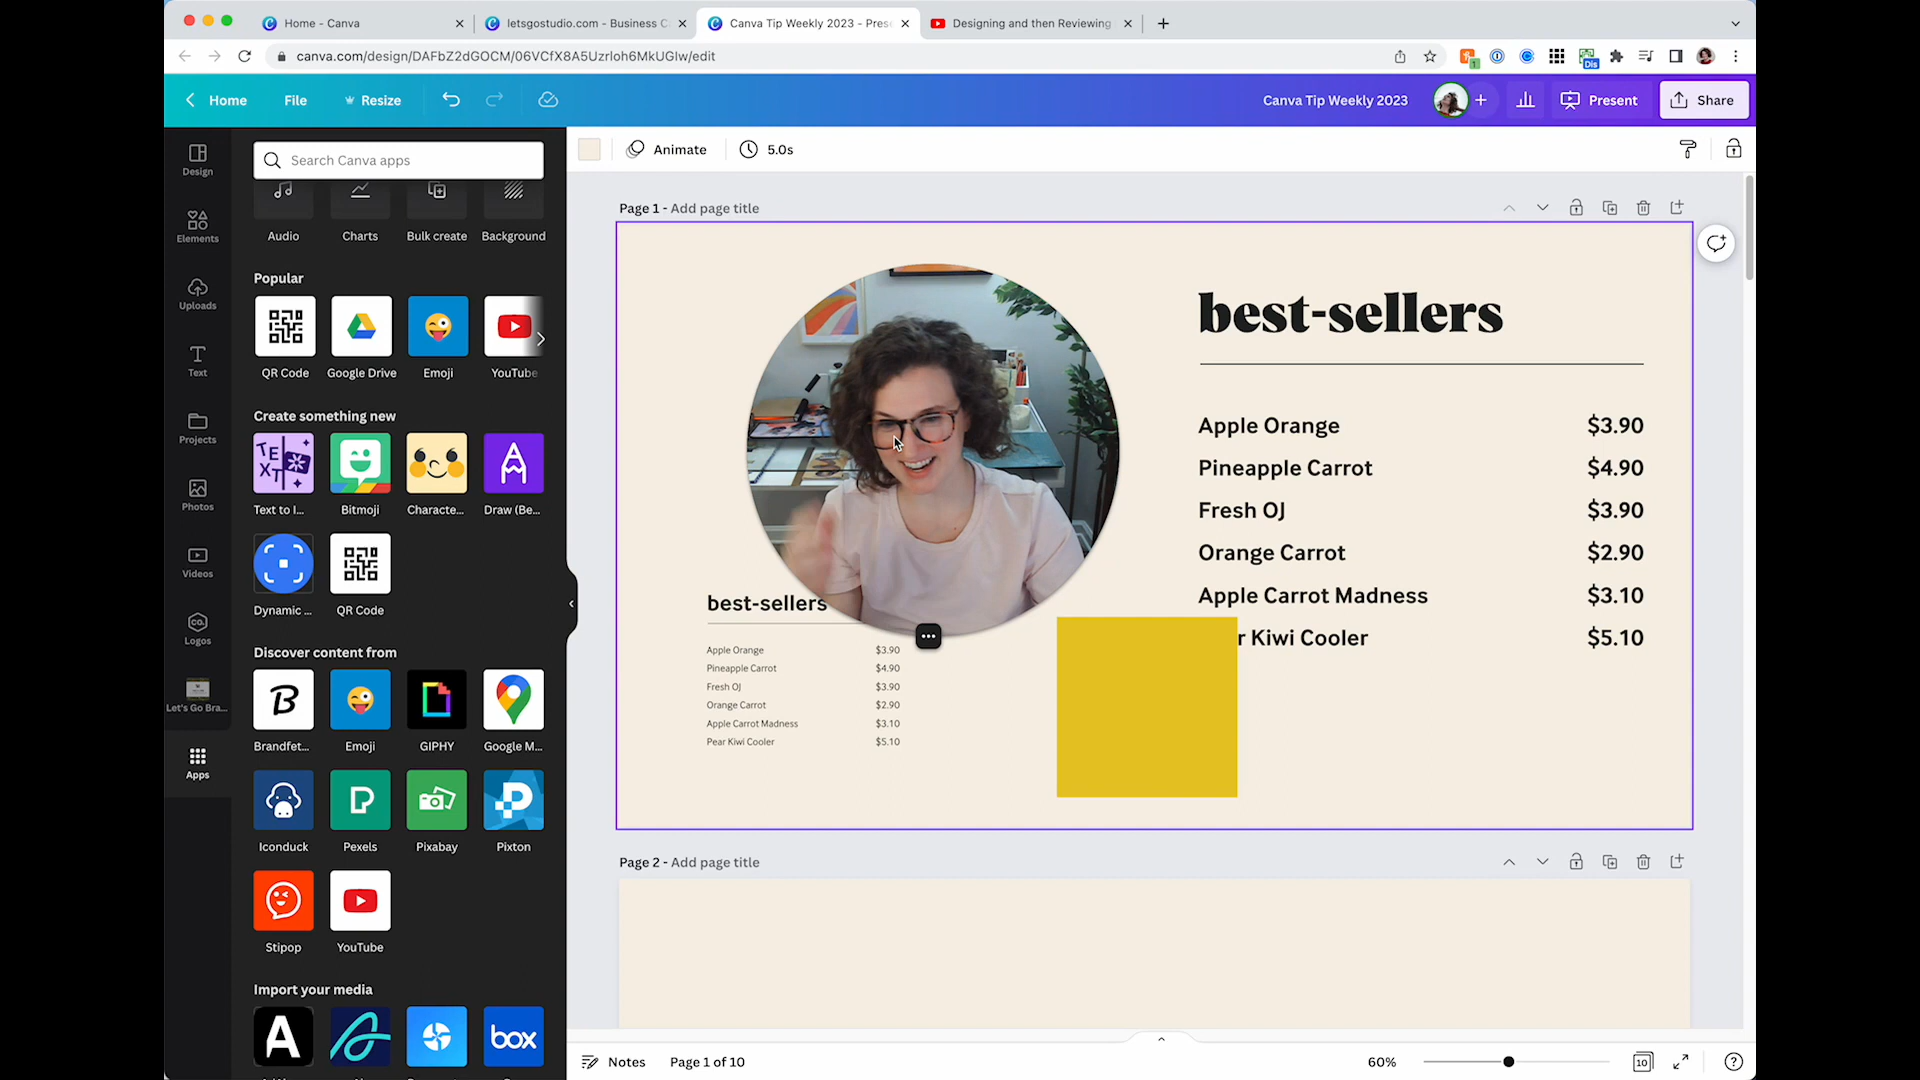 Home - Canva
letsgostudio.com - Business C
Canva Tip Weekly 2023 - Pres
Designing and then Reviewing
canva.com/design/DAFbZ2dGOCM/06VCfX8A5Uzrloh6MkUGIw/edit
1
Dis
Home
File
Resize
Canva Tip Weekly 2023
Present
Share
Design
Elements
Uploads
Text
Projects
Photos
Videos
CO.
Logos
Let's Go Bra...
Apps
Search Canva apps
Audio
Charts
Bulk create
Background
Popular
QR Code
Google Drive
Emoji
YouTube
Create something new
TEXT
Text to I...
Bitmoji
Characte...
Draw (Be...
Dynamic ...
QR Code
Discover content from
B
Brandfet...
Emoji
GIPHY
Google M...
Iconduck
Pexels
Pixabay
Pixton
Stipop
YouTube
Import your media
A
box
Animate
5.0s
Page 1 - Add page title
best-sellers
Apple Orange $3.90
Pineapple Carrot $4.90
Fresh OJ $3.90
Orange Carrot $2.90
Apple Carrot Madness $3.10
r Kiwi Cooler $5.10
best-sellers
Apple Orange $3.90
Pineapple Carrot $4.90
Fresh OJ $3.90
Orange Carrot $2.90
Apple Carrot Madness $3.10
Pear Kiwi Cooler $5.10
Page 2 - Add page title
Notes
Page 1 of 10
60%
10